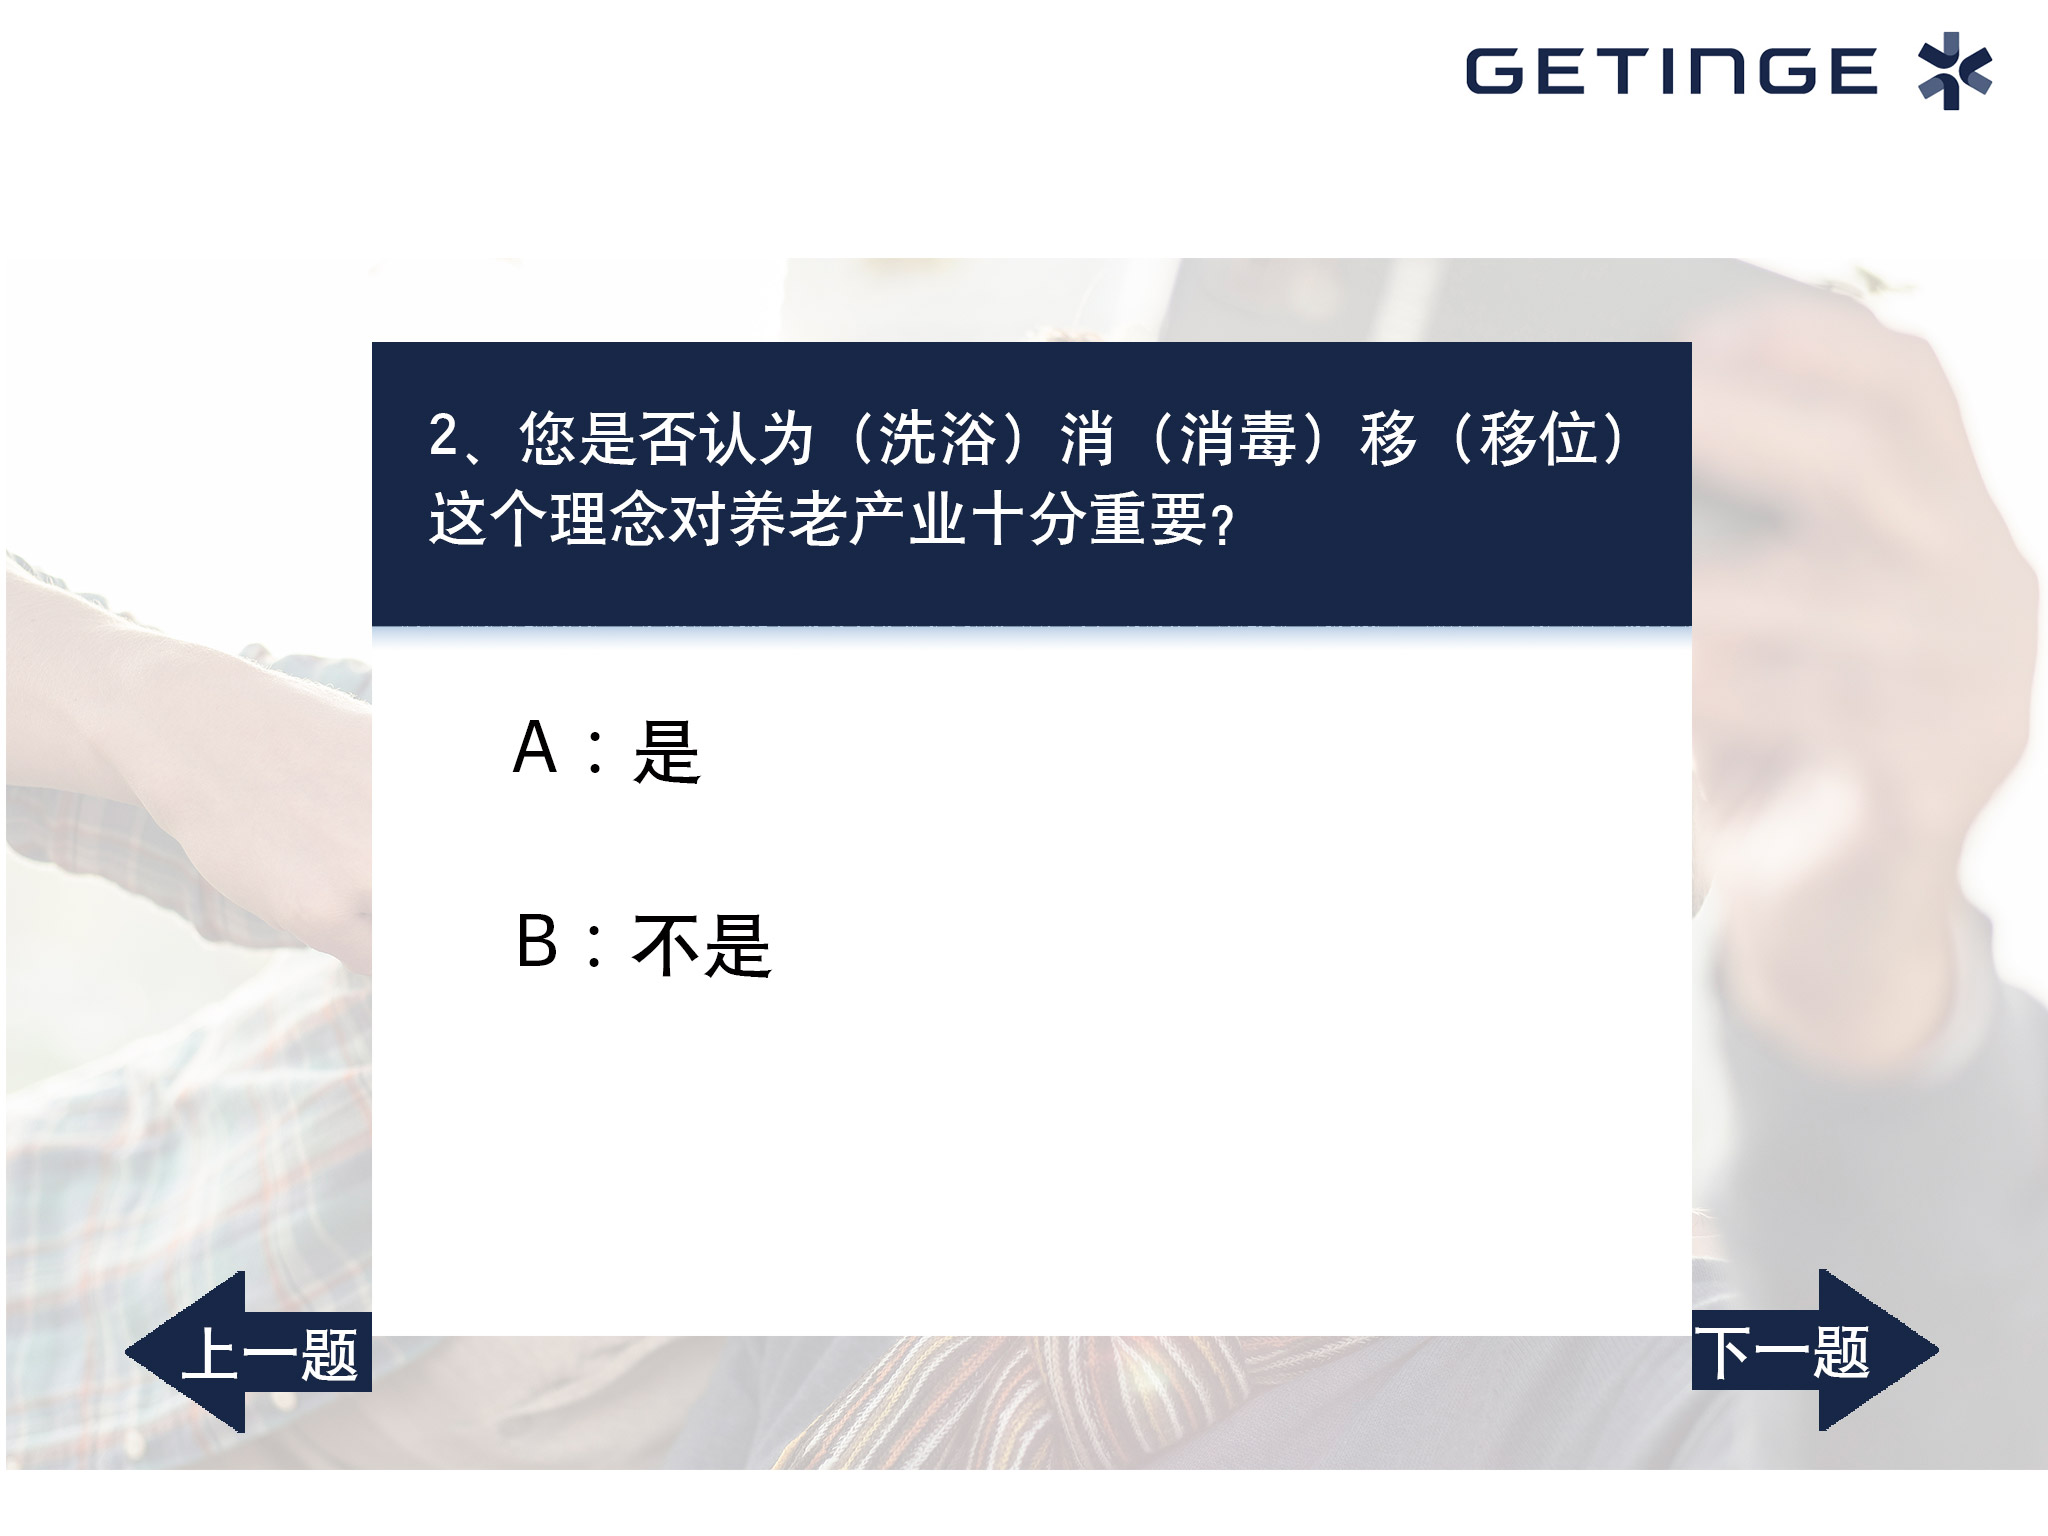 GETINGE
2、您是否认为（洗浴）消（消毒）移（移位）
这个理念对养老产业十分重要？
A：是
B：不是
上一题
下一题